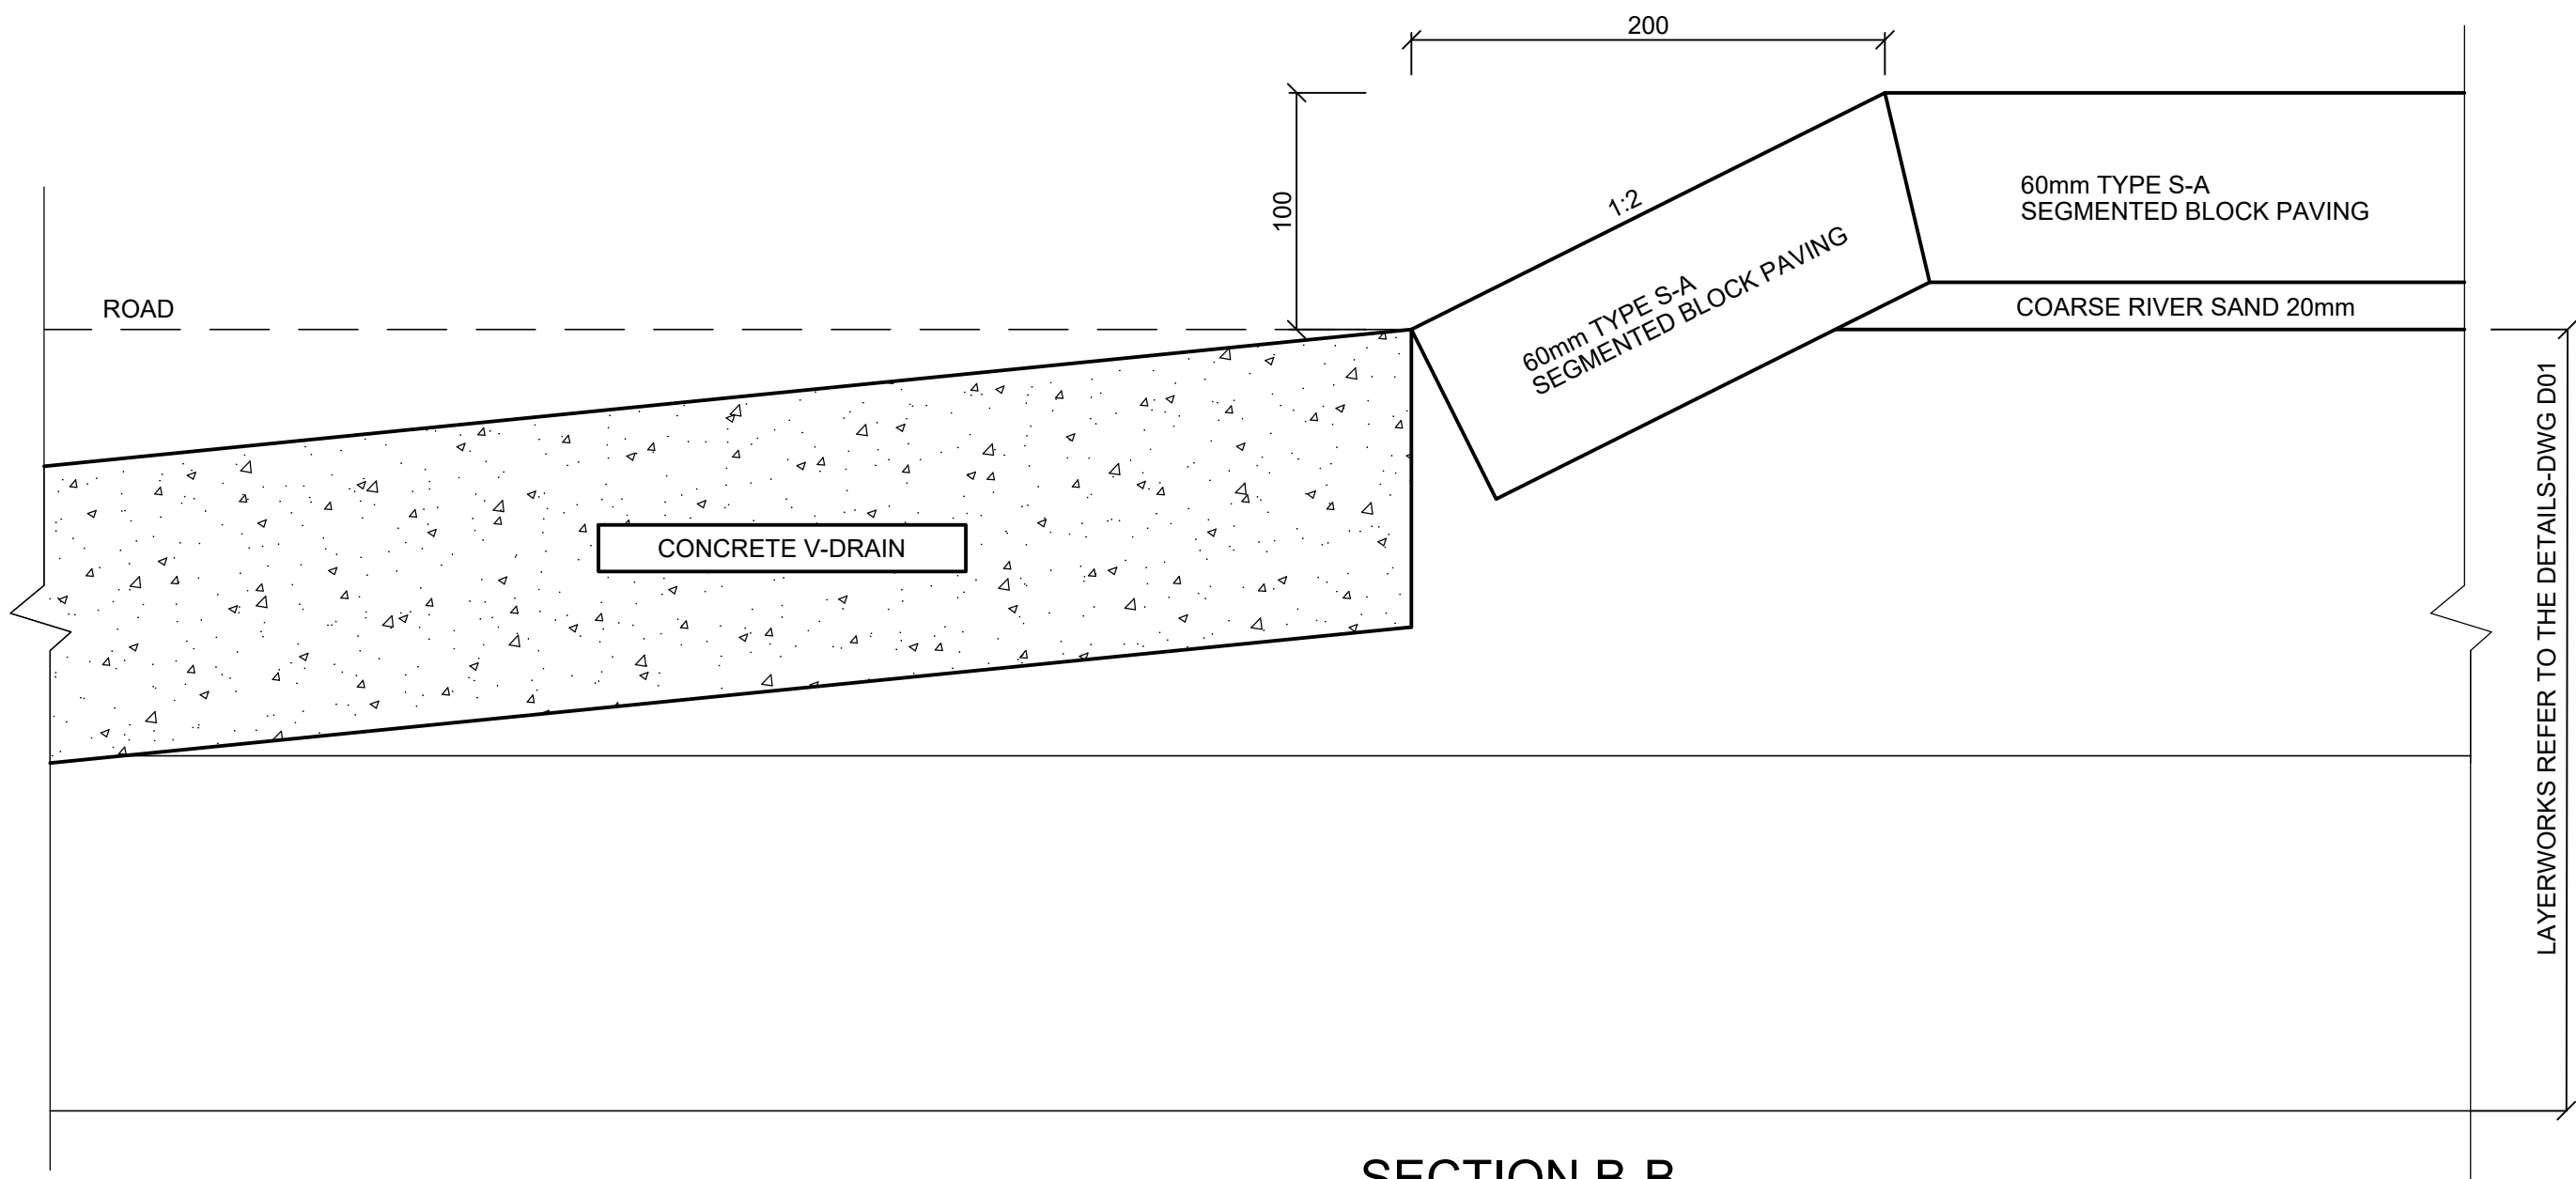 200
100
1:2
60mm TYPE S-A
SEGMENTED BLOCK PAVING
60mm TYPE S-A
SEGMENTED BLOCK PAVING
COARSE RIVER SAND 20mm
ROAD
CONCRETE V-DRAIN
LAYERWORKS REFER TO THE DETAILS-DWG D01
SECTION B-B